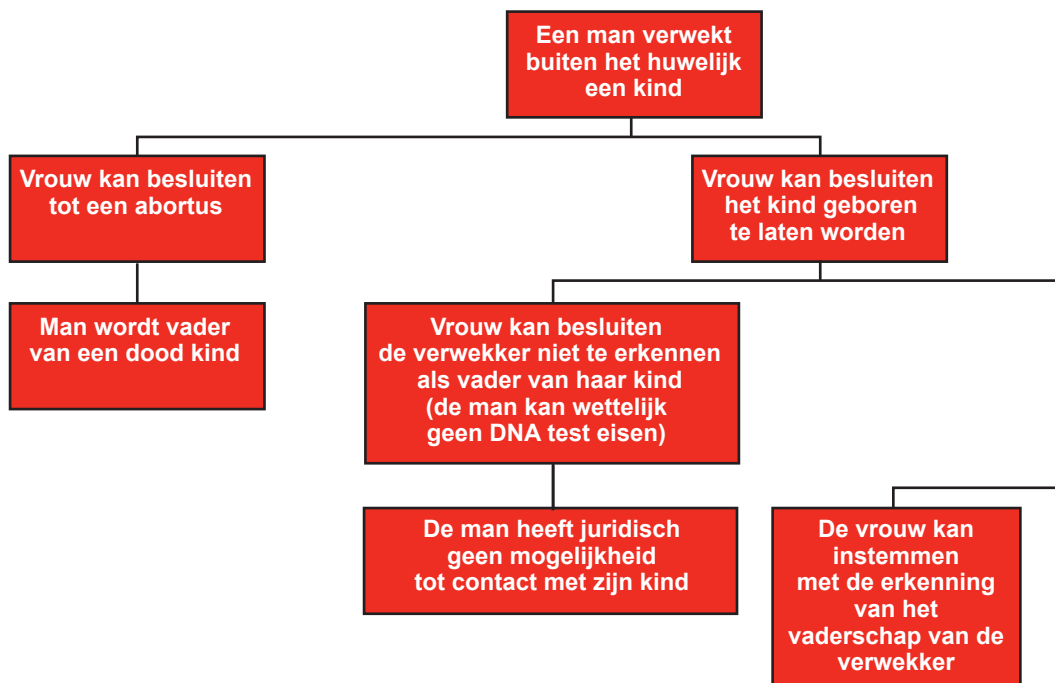 Een man verwekt
buiten het huwelijk
een kind
Vrouw kan besluiten
tot een abortus
Vrouw kan besluiten
het kind geboren
te laten worden
Man wordt vader
van een dood kind
Vrouw kan besluiten
de verwekker niet te erkennen
als vader van haar kind
(de man kan wettelijk
geen DNA test eisen)
De man heeft juridisch
geen mogelijkheid
tot contact met zijn kind
De vrouw kan
instemmen
met de erkenning
van het
vaderschap van de
verwekker